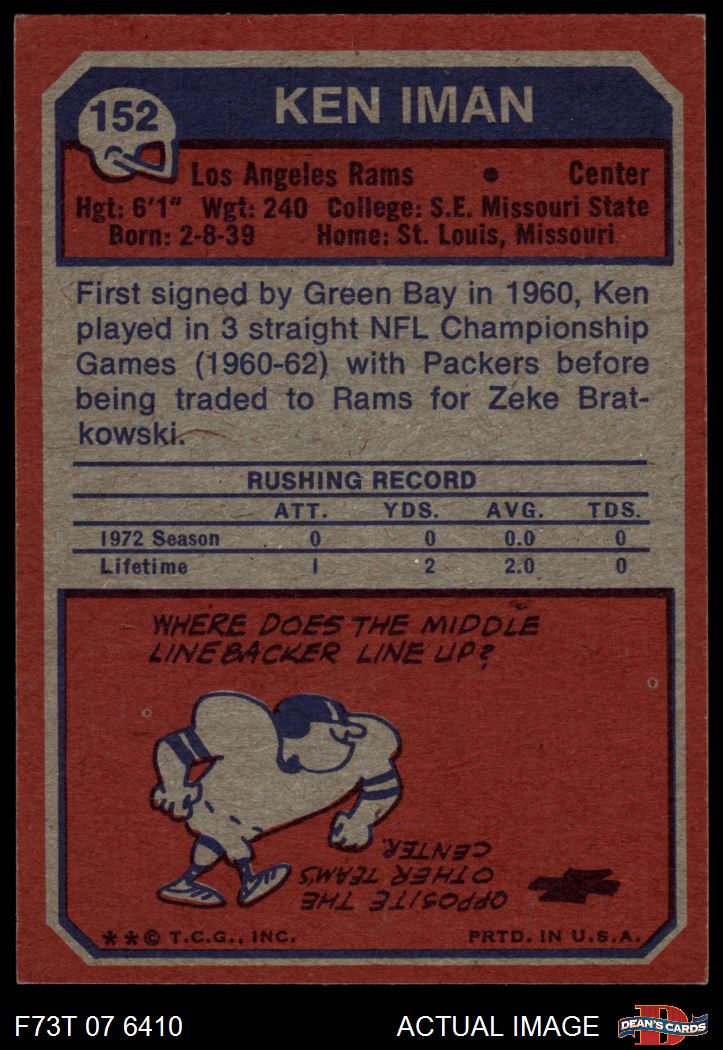 152
KEN IMAN
Los Angeles Rams • Center
Hgt: 6'1" Wgt: 240 College: S.E. Missouri State
Born: 2-8-39 Home: St. Louis, Missouri
First signed by Green Bay in 1960, Ken
played in 3 straight NFL Championship
Games (1960-62) with Packers before
being traded to Rams for Zeke Brat-
kowski.
RUSHING RECORD
ATT. YDS. AVG. TDS.
1972 Season 0 0 0.0 0
Lifetime 1 2 2.0 0
WHERE DOES THE MIDDLE
LINEBACKER LINE UP?
OPPOSITE THE
OTHER TEAMS
CENTER.
**© T.C.G., INC. PRTD. IN U.S.A.
F73T 07 6410 ACTUAL IMAGE
D
DEAN'S CARDS